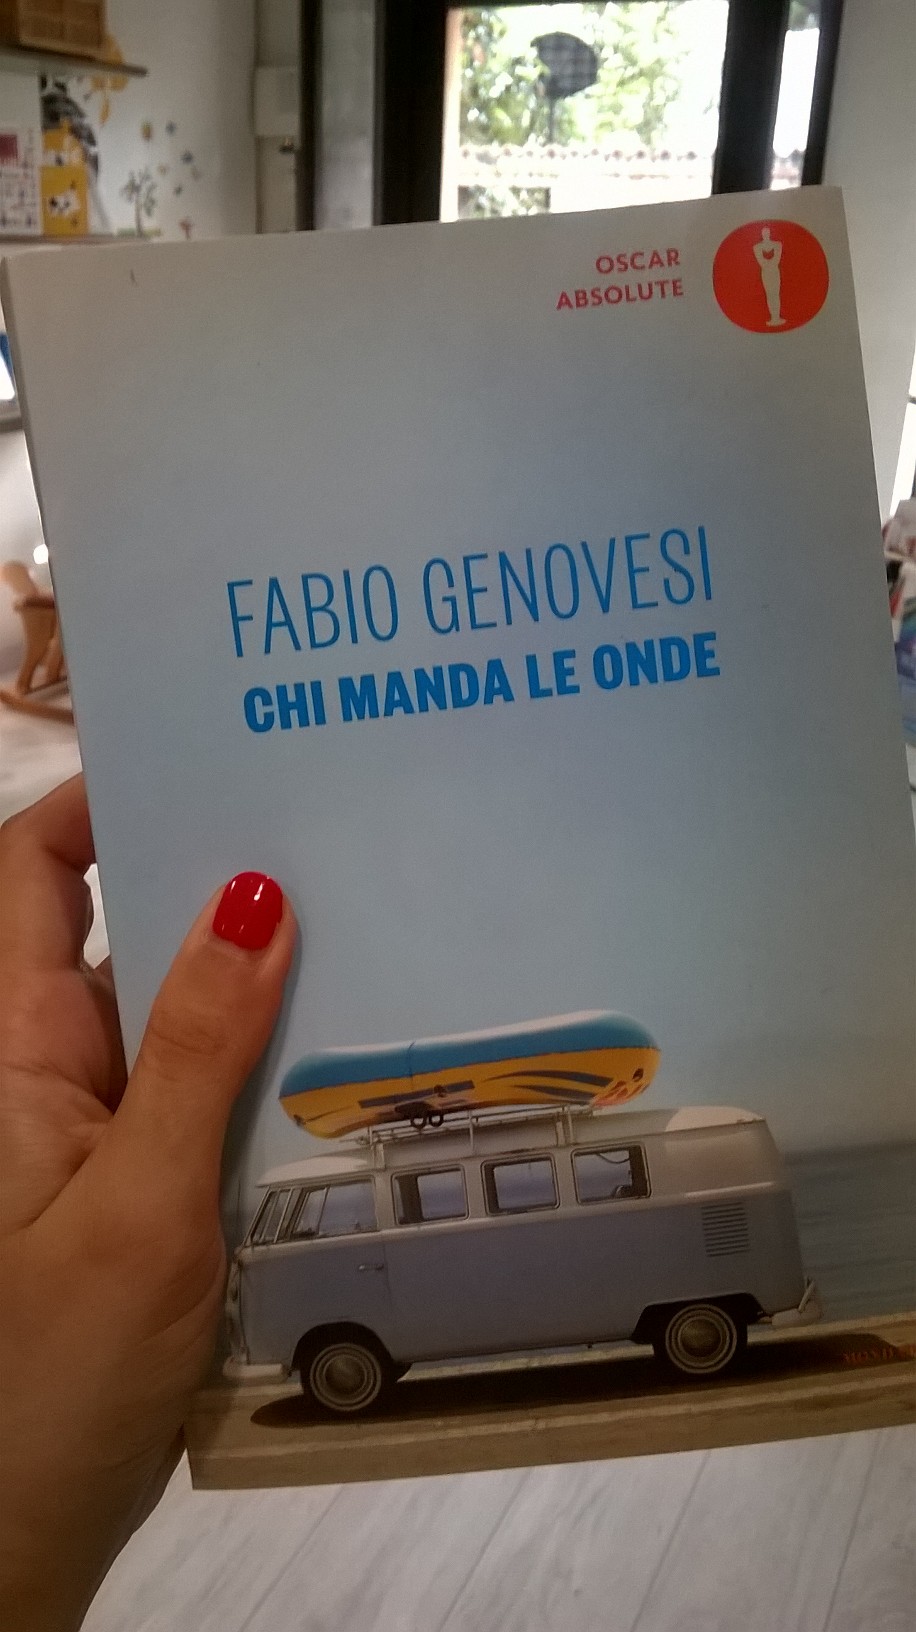 OSCAR
ABSOLUTE
FABIO GENOVESI
CHI MANDA LE ONDE